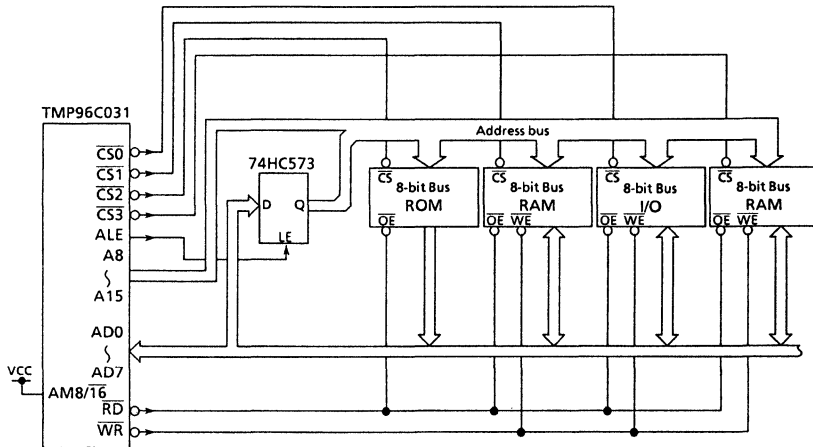 TMP96C031
CS0
CS1
CS2
CS3
ALE
A8
A15
AD0
AD7
AM8/16
RD
WR
VCC
74HC573
D Q
LE
Address bus
CS
8-bit Bus
ROM
OE
CS
8-bit Bus
RAM
OE WE
CS
8-bit Bus
I/O
OE WE
CS
8-bit Bus
RAM
OE WE